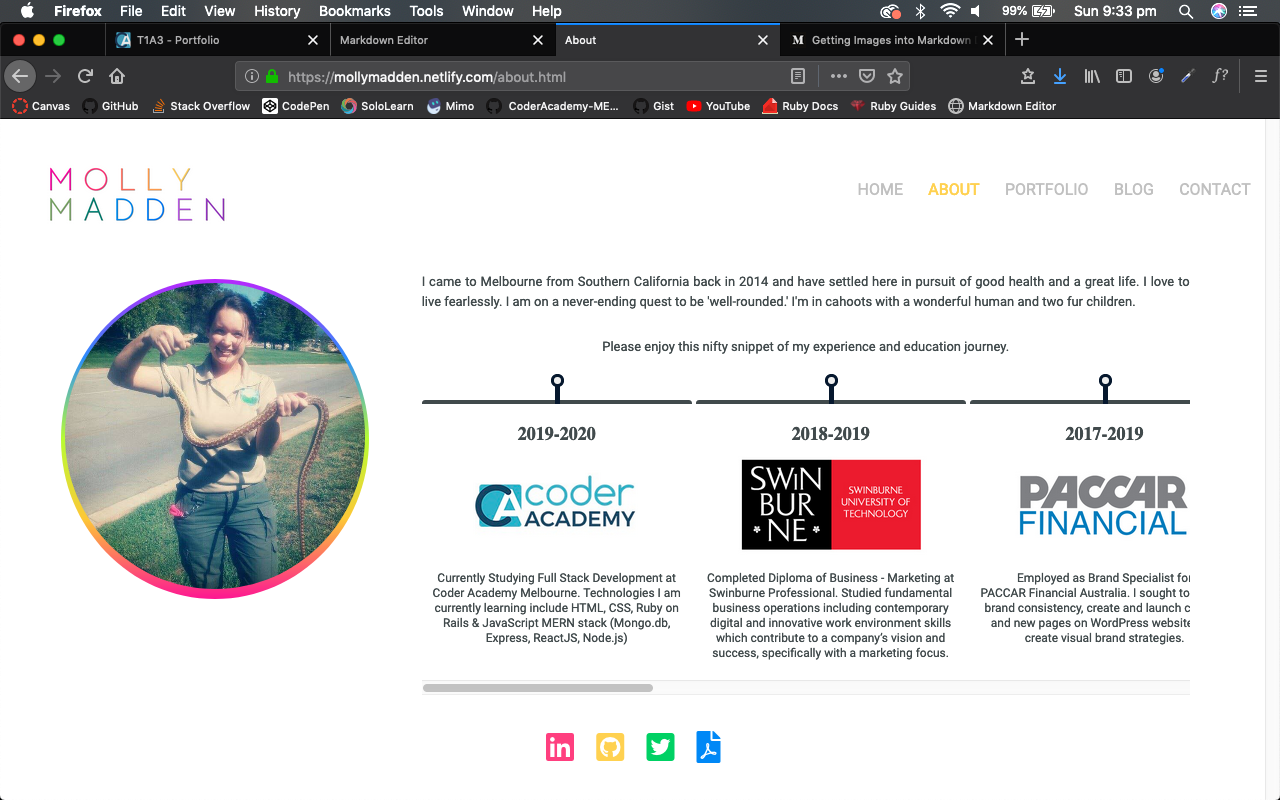 Firefox File Edit View History Bookmarks Tools Window Help 99% Sun 9:33 pm
T1A3 - Portfolio Markdown Editor About Getting Images into Markdown
https://mollymadden.netlify.com/about.html
Canvas GitHub Stack Overflow CodePen SoloLearn Mimo CoderAcademy-ME... Gist YouTube Ruby Docs Ruby Guides Markdown Editor
MOLLY
MADDEN
HOME ABOUT PORTFOLIO BLOG CONTACT
I came to Melbourne from Southern California back in 2014 and have settled here in pursuit of good health and a great life. I love to
live fearlessly. I am on a never-ending quest to be 'well-rounded.' I'm in cahoots with a wonderful human and two fur children.
Please enjoy this nifty snippet of my experience and education journey.
2019-2020
CA coder
ACADEMY
Currently Studying Full Stack Development at
Coder Academy Melbourne. Technologies I am
currently learning include HTML, CSS, Ruby on
Rails & JavaScript MERN stack (Mongo.db,
Express, ReactJS, Node.js)
2018-2019
SWIN
BUR
NE
SWINBURNE
UNIVERSITY OF
TECHNOLOGY
Completed Diploma of Business - Marketing at
Swinburne Professional. Studied fundamental
business operations including contemporary
digital and innovative work environment skills
which contribute to a company's vision and
success, specifically with a marketing focus.
2017-2019
PACCAR
FINANCIAL
Employed as Brand Specialist for
PACCAR Financial Australia. I sought to
brand consistency, create and launch c
and new pages on WordPress website
create visual brand strategies.